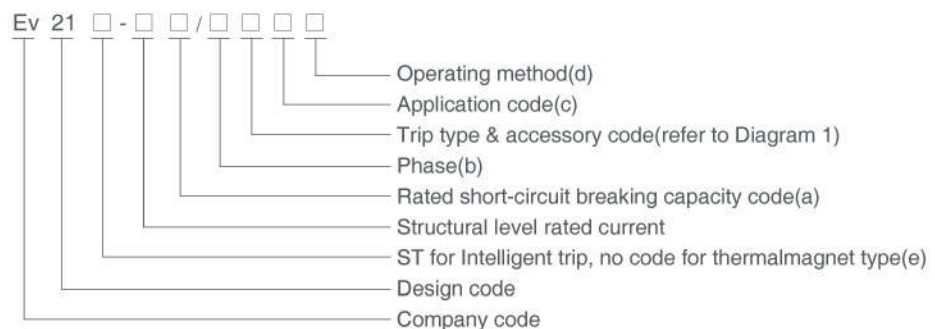 Ev 21 □ - □ □ / □ □ □ □
Operating method(d)
Application code(c)
Trip type & accessory code(refer to Diagram 1)
Phase(b)
Rated short-circuit breaking capacity code(a)
Structural level rated current
ST for Intelligent trip, no code for thermalmagnet type(e)
Design code
Company code